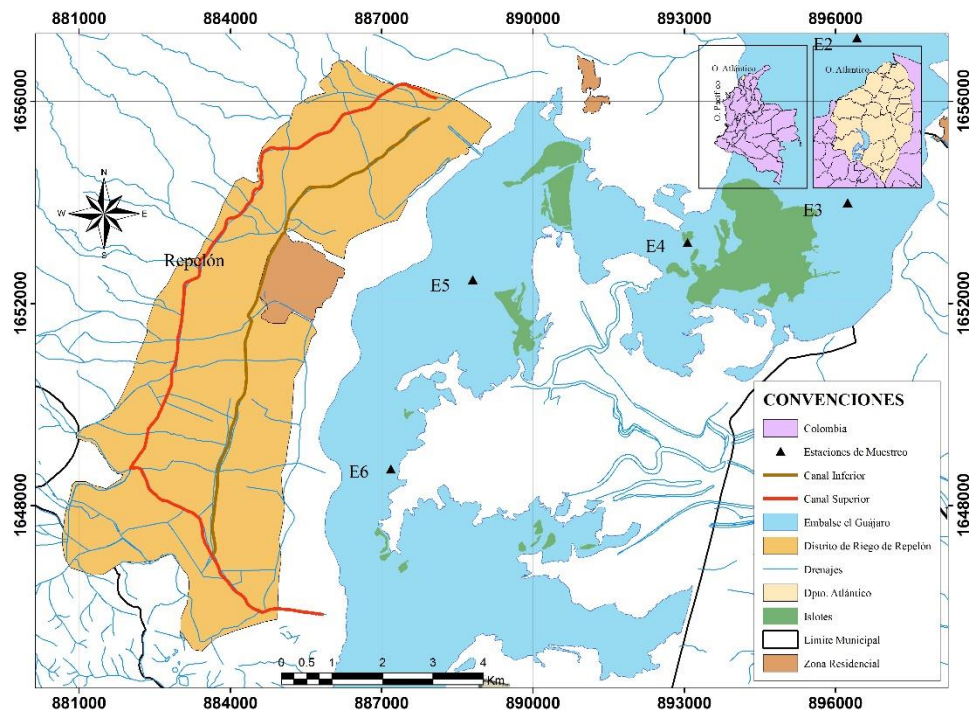 881000 884000 887000 890000 893000 896000
1656000
1652000
1648000
1656000
1652000
1648000
E2
O. Atlántico
O. Pacífico
O. Atlántico
N
W E
S
E3
E4
Repelón
E5
E6
CONVENCIONES
Colombia
Estaciones de Muestreo
Canal Inferior
Canal Superior
Embalse el Guájaro
Distrito de Riego de Repelón
Drenajes
Dpto. Atlántico
Islotes
Limite Municipal
Zona Residencial
0 0.5 1 2 3 4
Km
881000 884000 887000 890000 893000 896000